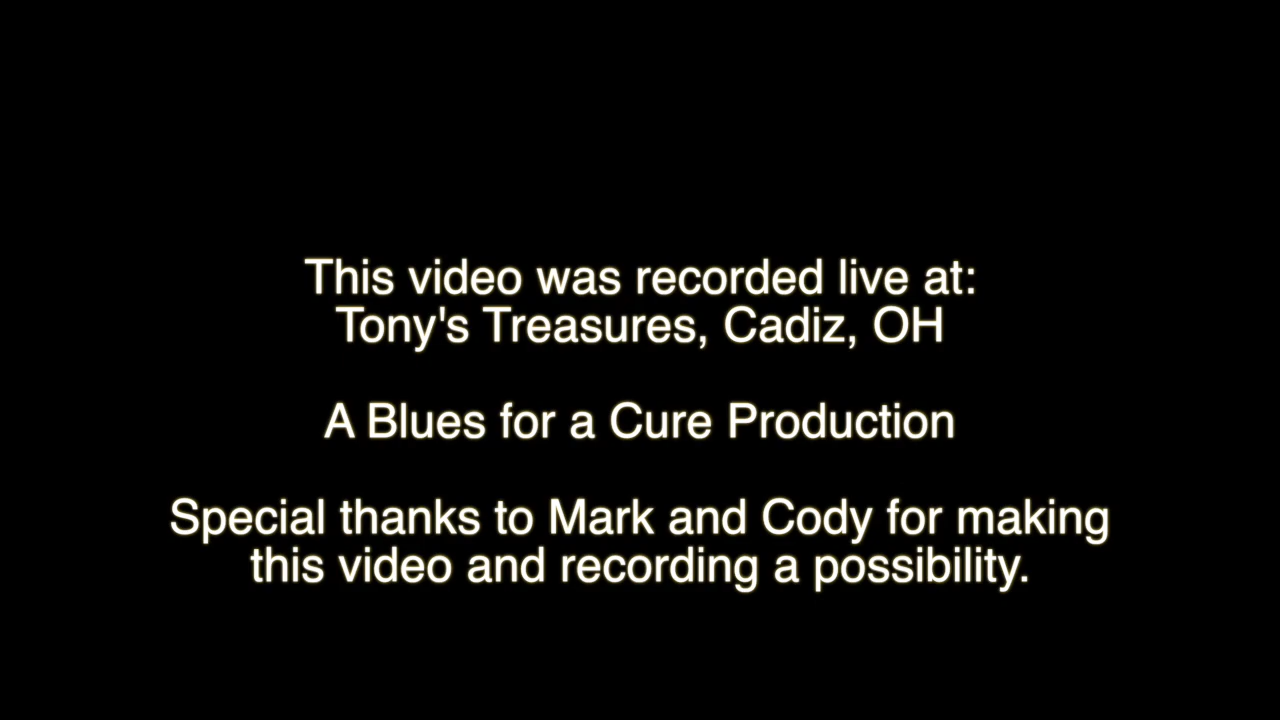 This video was recorded live at:
Tony's Treasures, Cadiz, OH
A Blues for a Cure Production
Special thanks to Mark and Cody for making
this video and recording a possibility.